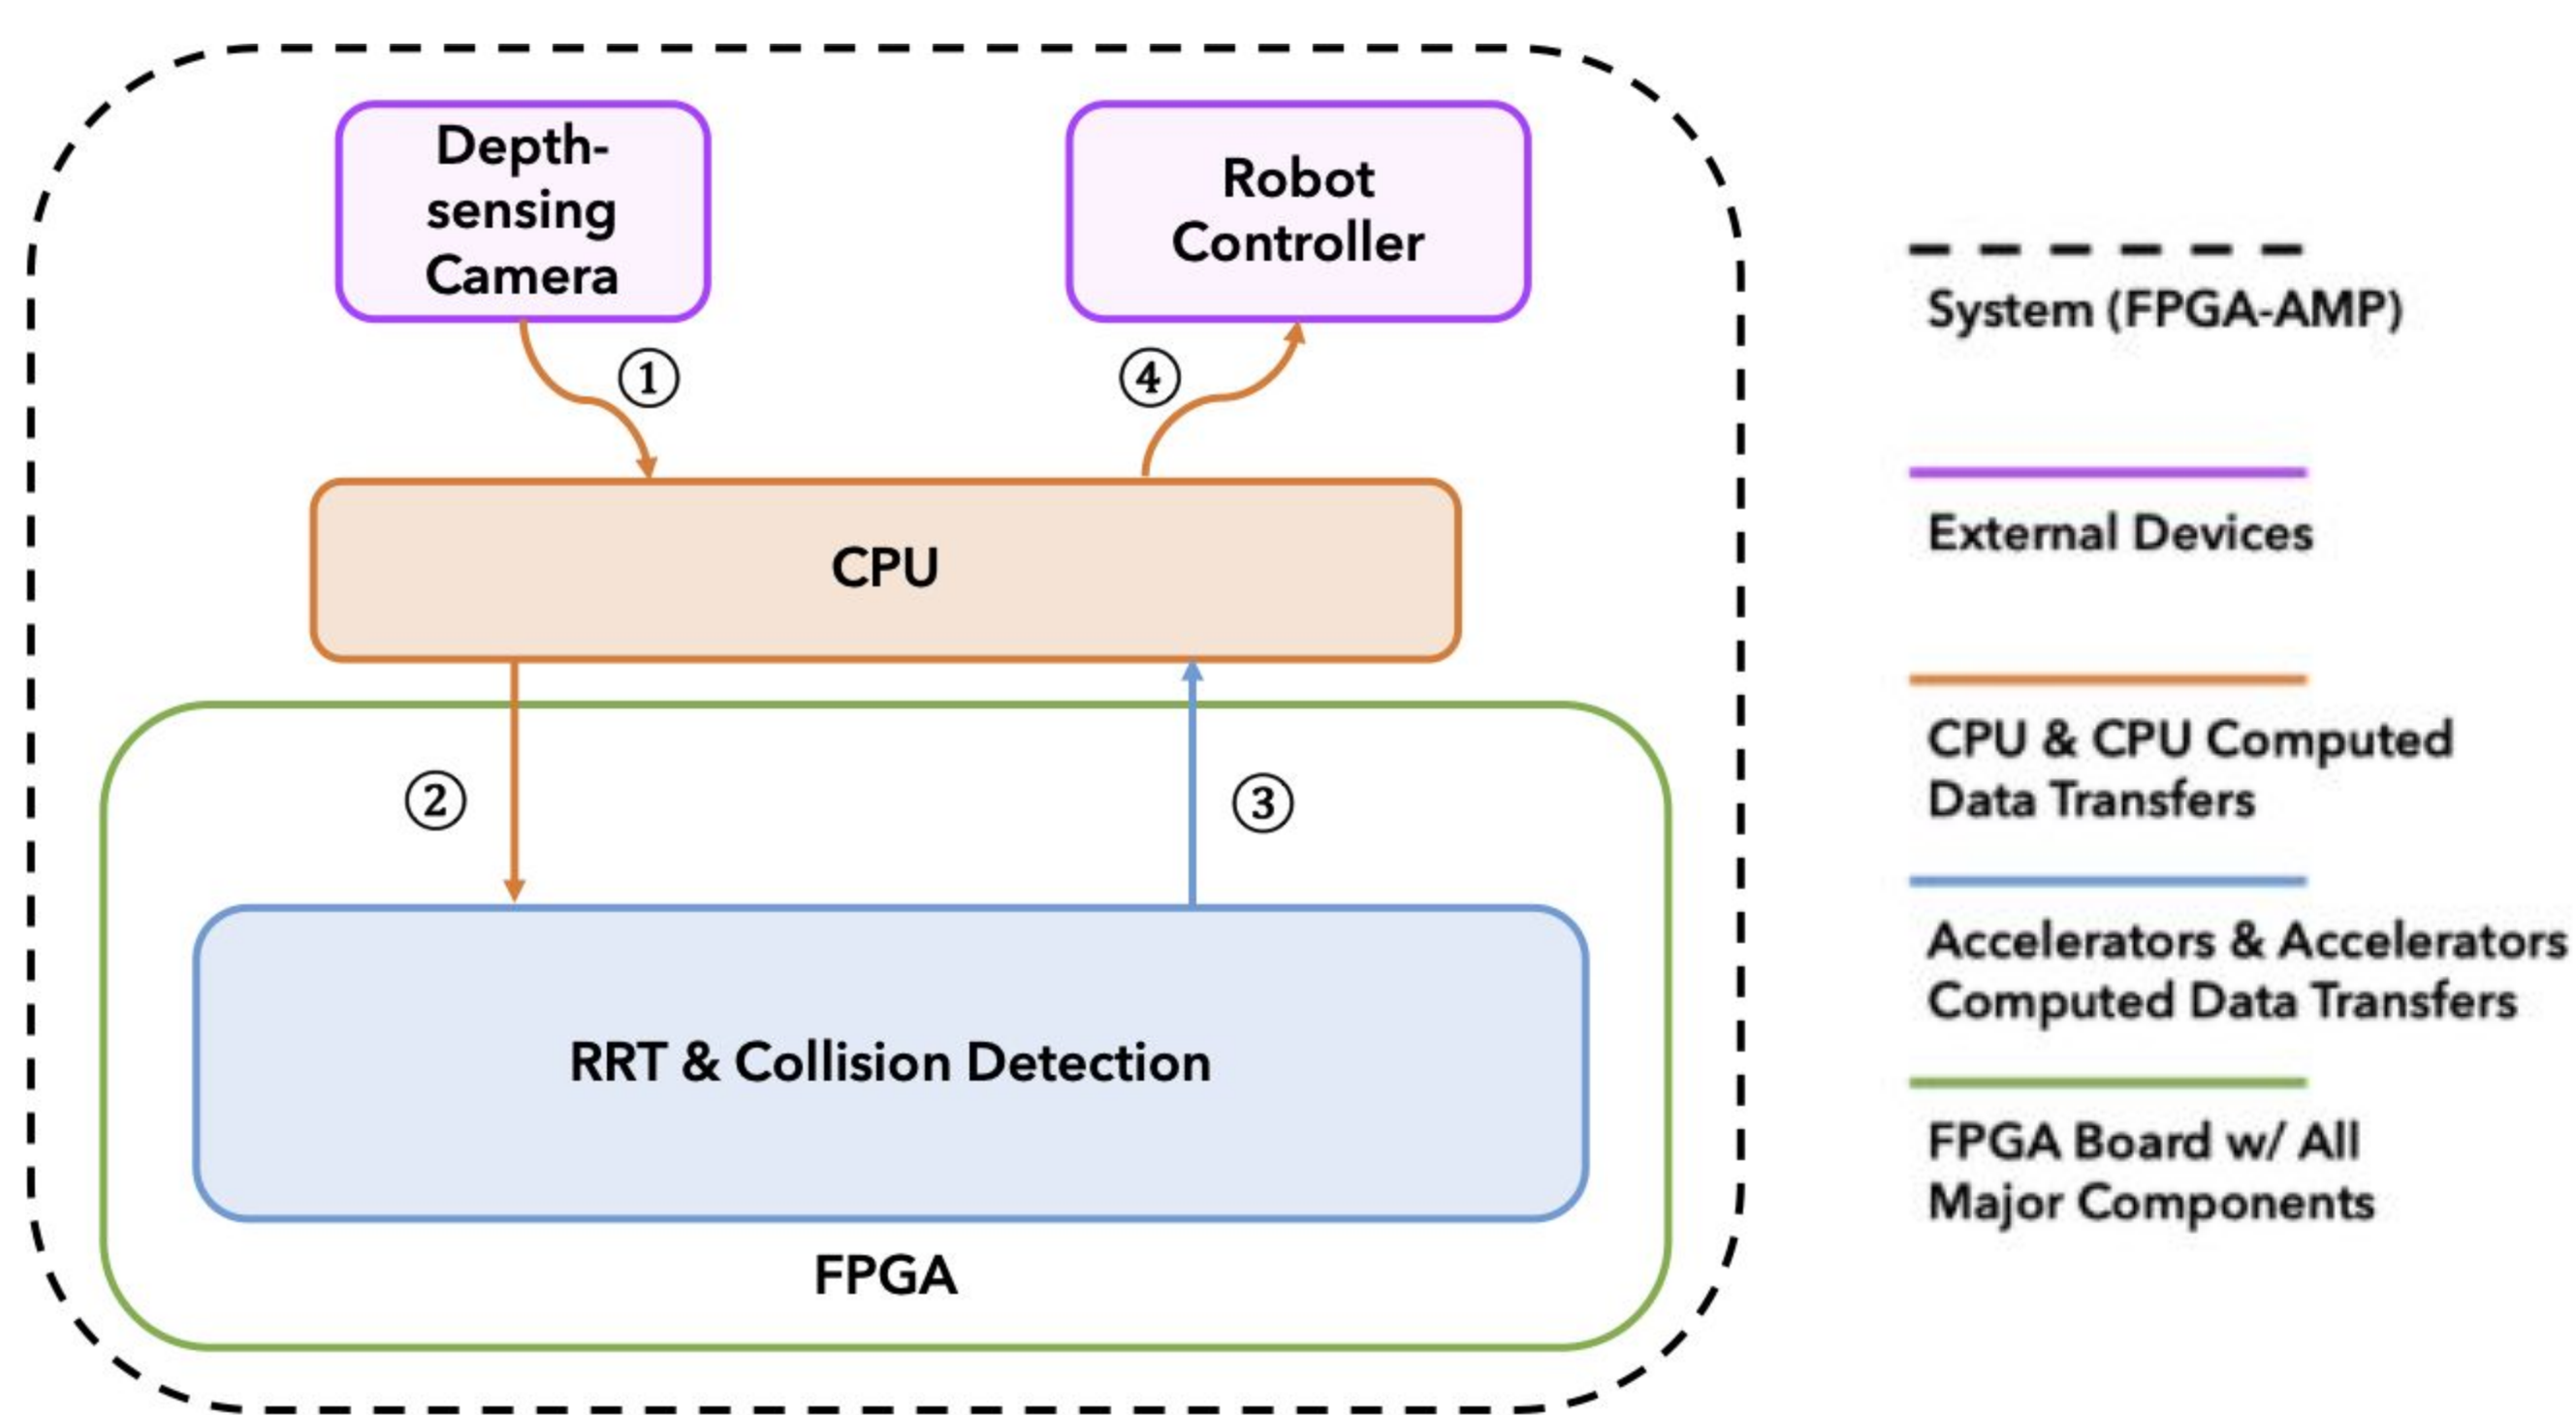 Depth-
sensing
Camera
Robot
Controller
①
④
CPU
②
③
RRT & Collision Detection
FPGA
System (FPGA-AMP)
External Devices
CPU & CPU Computed
Data Transfers
Accelerators & Accelerators
Computed Data Transfers
FPGA Board w/ All
Major Components